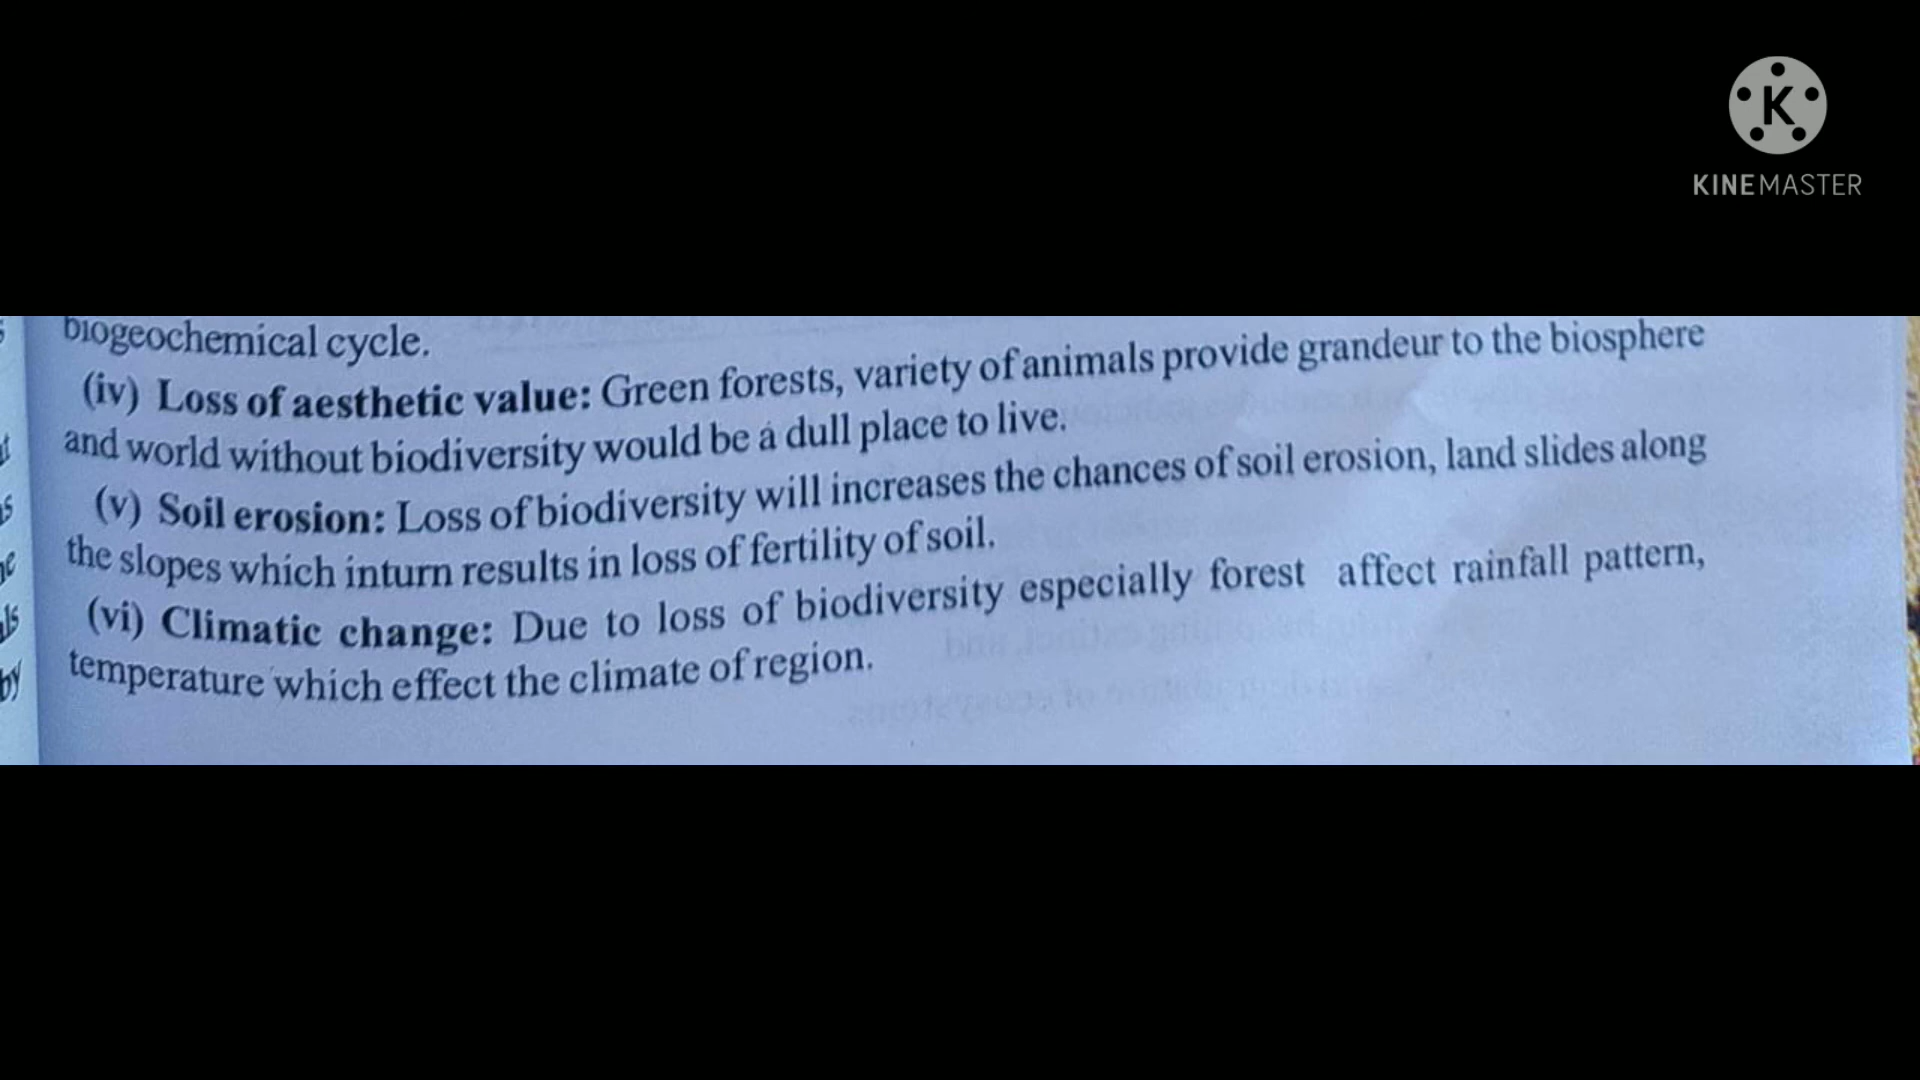 KINEMASTER
biogeochemical cycle.
(iv) Loss of aesthetic value: Green forests, variety of animals provide grandeur to the biosphere
and world without biodiversity would be a dull place to live.
(v) Soil erosion: Loss of biodiversity will increases the chances of soil erosion, land slides along
the slopes which inturn results in loss of fertility of soil.
(vi) Climatic change: Due to loss of biodiversity especially forest affect rainfall pattern,
temperature which effect the climate of region.